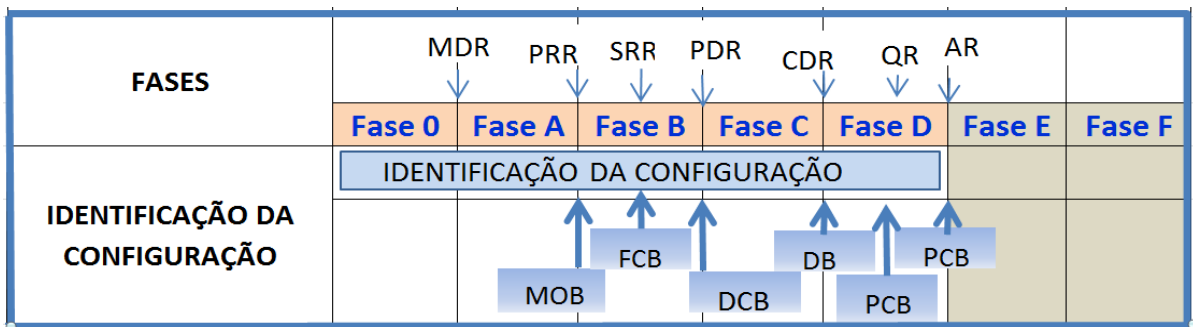 FASES
MDR PRR SRR PDR CDR QR AR
Fase 0 Fase A Fase B Fase C Fase D Fase E Fase F
IDENTIFICAÇÃO DA
CONFIGURAÇÃO
IDENTIFICAÇÃO DA CONFIGURAÇÃO
FCB DB PCB
MOB DCB PCB